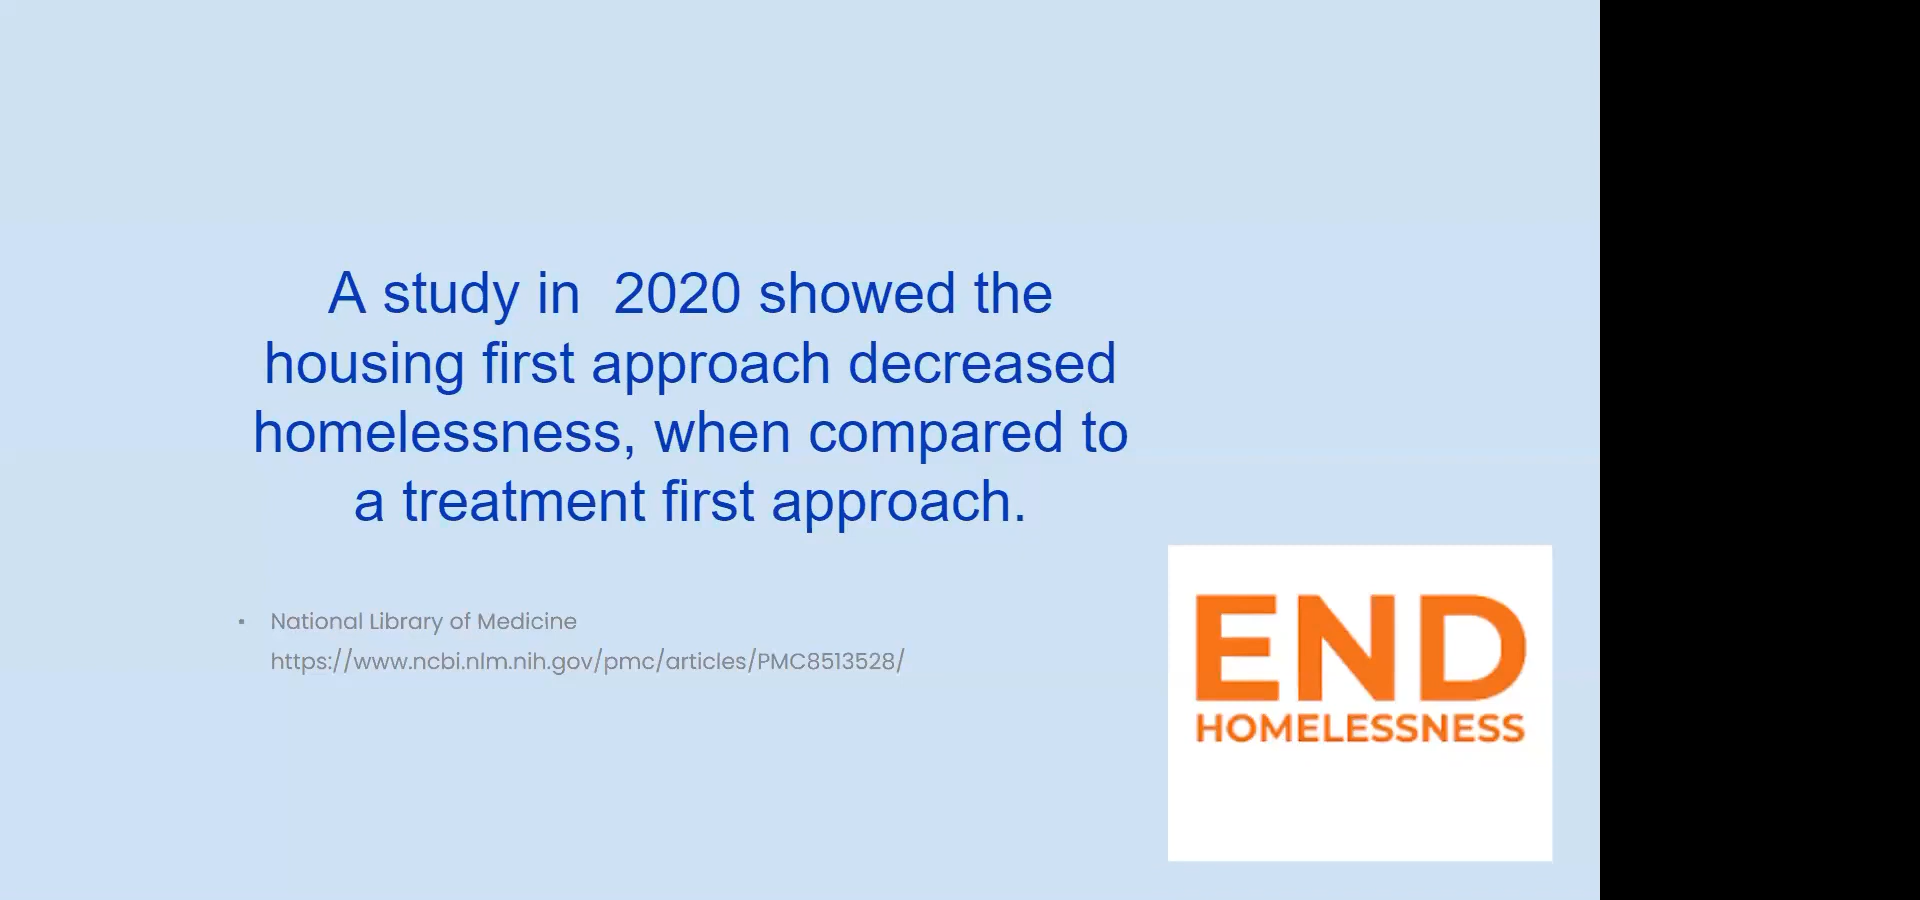 A study in  2020 showed the
housing first approach decreased
homelessness, when compared to
a treatment first approach.
• National Library of Medicine
https://www.ncbi.nlm.nih.gov/pmc/articles/PMC8513528/
END
HOMELESSNESS